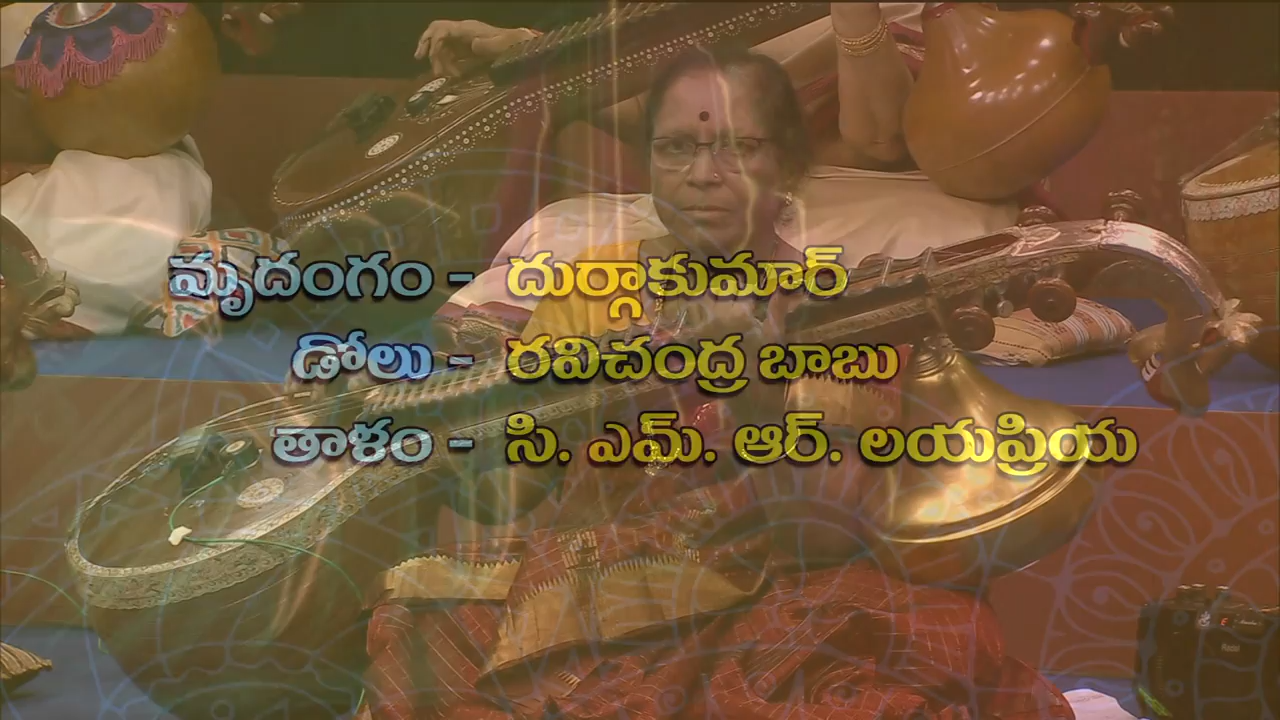 మృదంగం - దుర్గాకుమార్
డోలు - రవిచంద్ర బాబు
తాళం - సి. ఎమ్. ఆర్. లయప్రియ